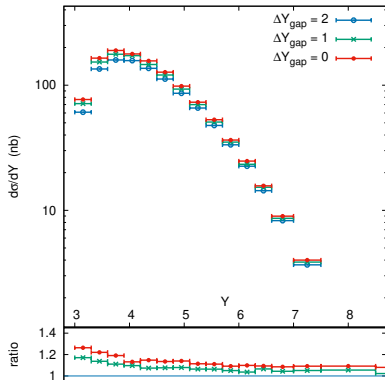 ΔY_gap = 2
ΔY_gap = 1
ΔY_gap = 0
100
10
dσ/dY (nb)
Y
3 4 5 6 7 8
1.4
1.2
1
ratio